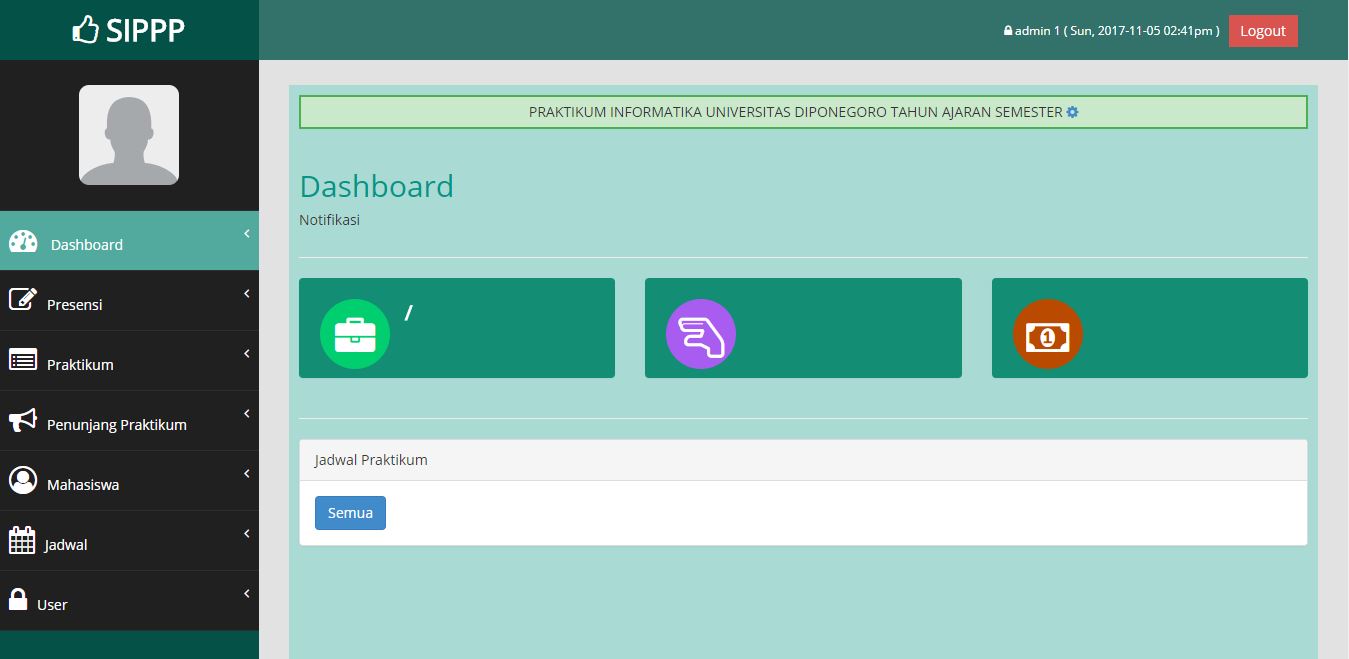 SIPPP
admin 1 ( Sun, 2017-11-05 02:41pm )
Logout
PRAKTIKUM INFORMATIKA UNIVERSITAS DIPONEGORO TAHUN AJARAN SEMESTER
Dashboard
Notifikasi
Dashboard
Presensi
Praktikum
Penunjang Praktikum
Mahasiswa
Jadwal
User
/
1
Jadwal Praktikum
Semua